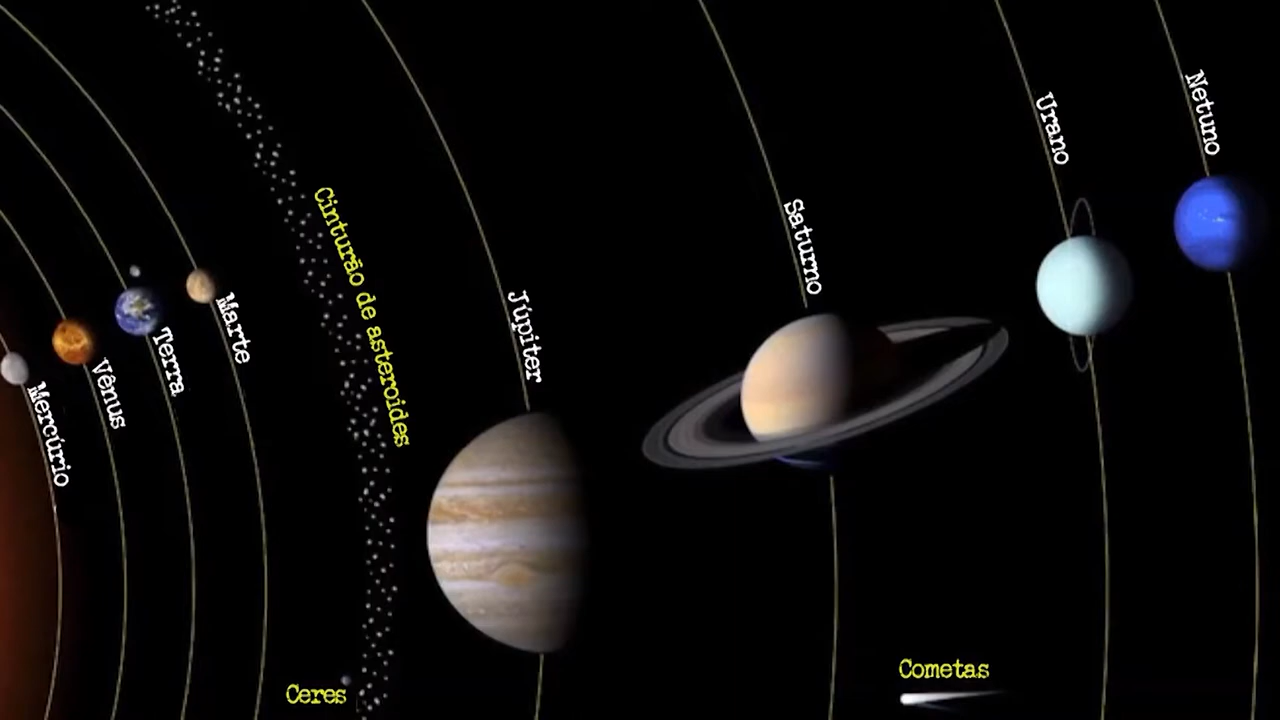 Mercúrio
Vênus
Terra
Marte
Cinturão de asteroides
Ceres
Júpiter
Saturno
Urano
Netuno
Cometas